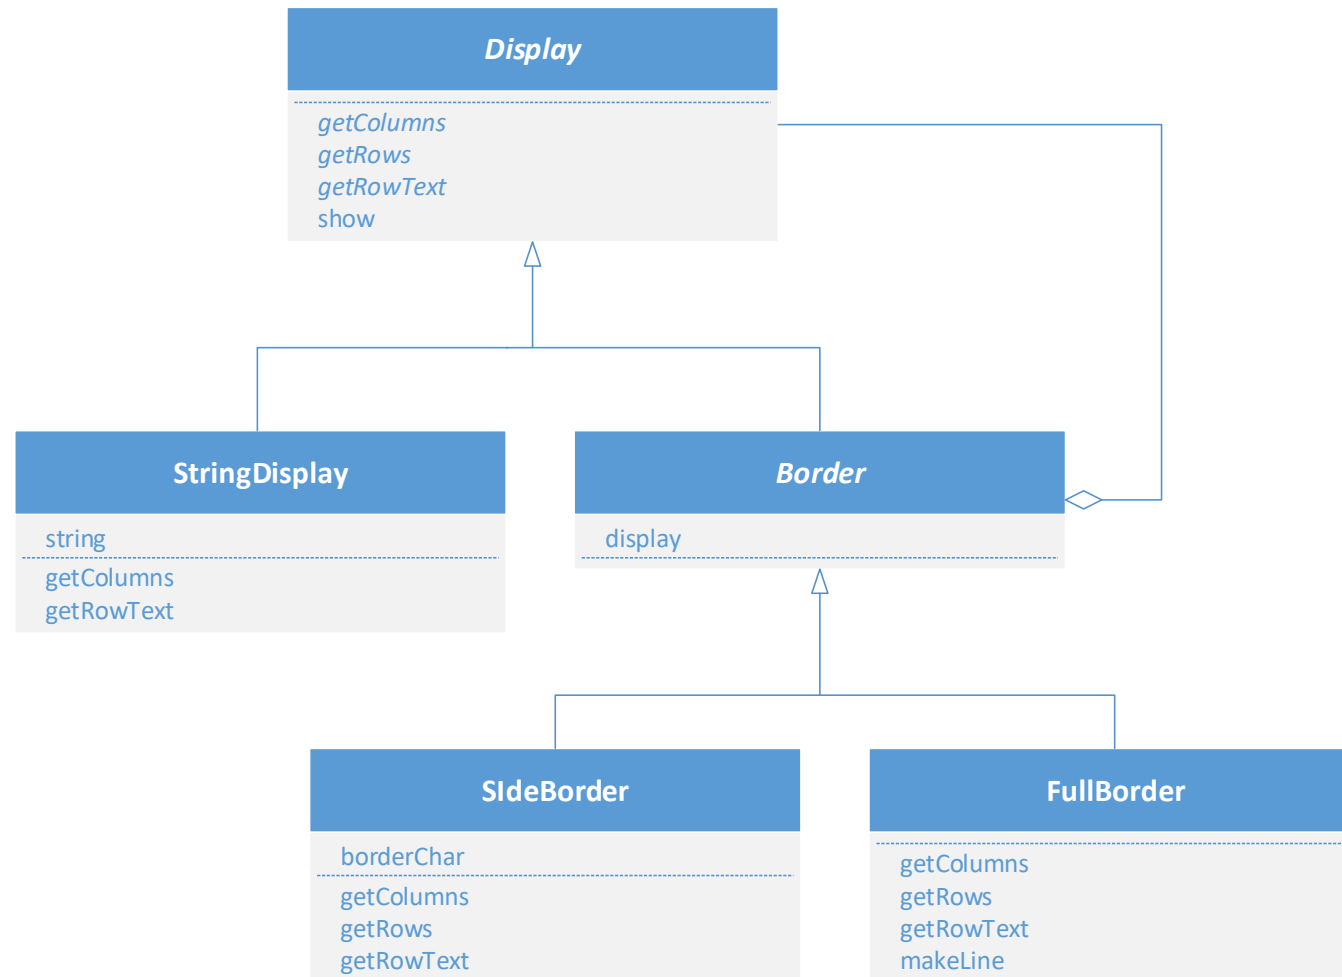 Display
getColumns
getRows
getRowText
show
StringDisplay
string
getColumns
getRowText
Border
display
SIdeBorder
borderChar
getColumns
getRows
getRowText
FullBorder
getColumns
getRows
getRowText
makeLine